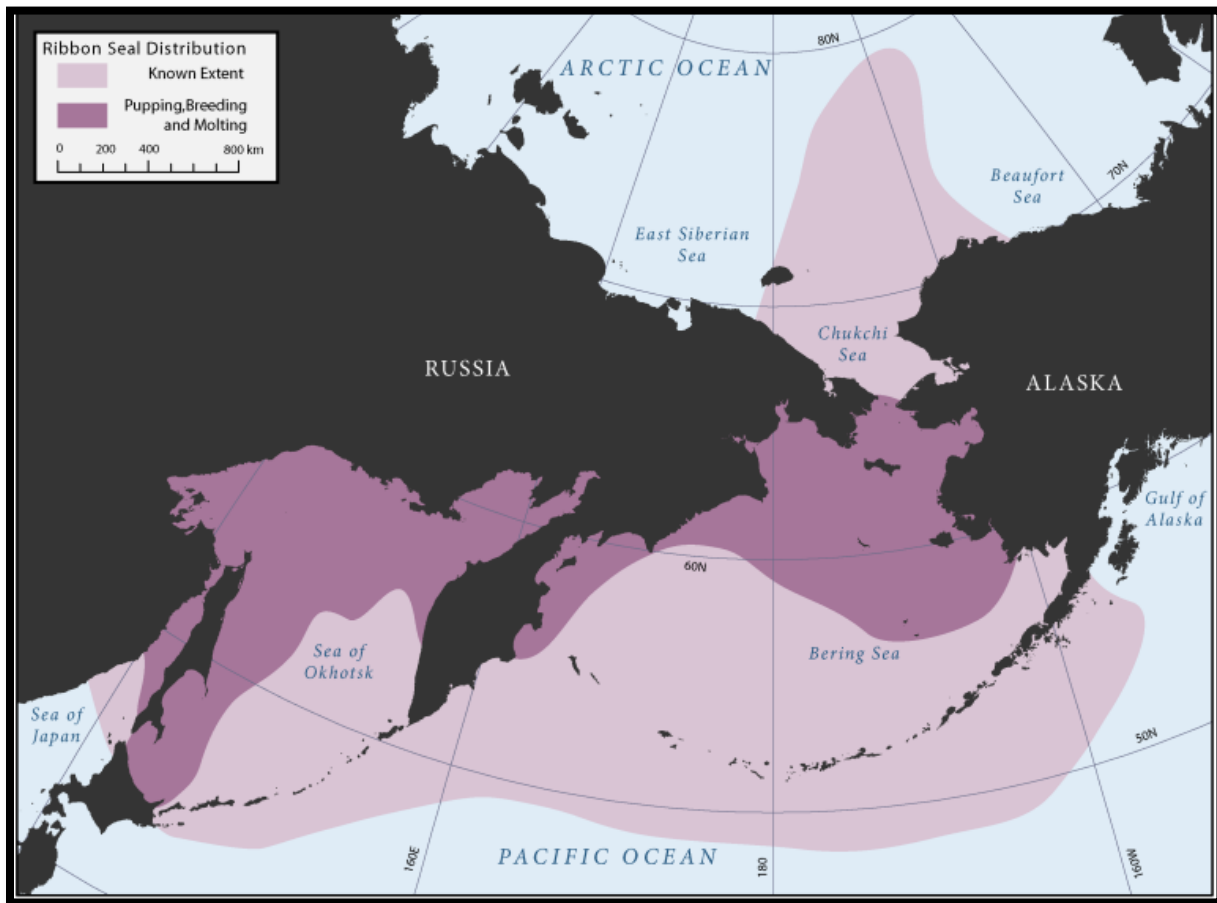 Ribbon Seal Distribution
Known Extent
Pupping,Breeding
and Molting
0 200 400 800 km
80N
ARCTIC OCEAN
Beaufort
Sea
70N
East Siberian
Sea
Chukchi
Sea
RUSSIA
ALASKA
Gulf of
Alaska
60N
Sea of
Okhotsk
Bering Sea
Sea of
Japan
50N
PACIFIC OCEAN
160E
180
160W